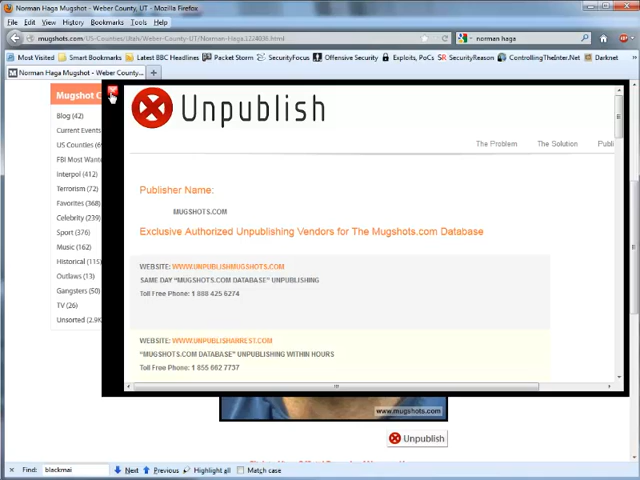 Norman Haga Mugshot - Weber County, UT - Mozilla Firefox
File Edit View History Bookmarks Tools Help
mugshots.com/US-Counties/Utah/Weber-County-UT/Norman-Haga.1224036.html
norman haga
Most Visited Smart Bookmarks Latest BBC Headlines Packet Storm SecurityFocus Offensive Security Exploits, PoCs SecurityReason ControllingTheInter.Net Darknet
Norman Haga Mugshot - Weber County...
Mugshot C
Blog (42)
Current Events
US Counties (6
FBI Most Wante
Interpol (412)
Terrorism (72)
Favorites (368)
Celebrity (239)
Sport (376)
Music (162)
Historical (115)
Outlaws (13)
Gangsters (50)
TV (26)
Unsorted (2.9K
Unpublish
The Problem The Solution Publi
Publisher Name:
MUGSHOTS.COM
Exclusive Authorized Unpublishing Vendors for The Mugshots.com Database
WEBSITE: WWW.UNPUBLISHMUGSHOTS.COM
SAME DAY "MUGSHOTS.COM DATABASE" UNPUBLISHING
Toll Free Phone: 1 888 425 6274
WEBSITE: WWW.UNPUBLISHARREST.COM
"MUGSHOTS.COM DATABASE" UNPUBLISHING WITHIN HOURS
Toll Free Phone: 1 855 662 7737
www.mugshots.com
Unpublish
Find: blackmai Next Previous Highlight all Match case